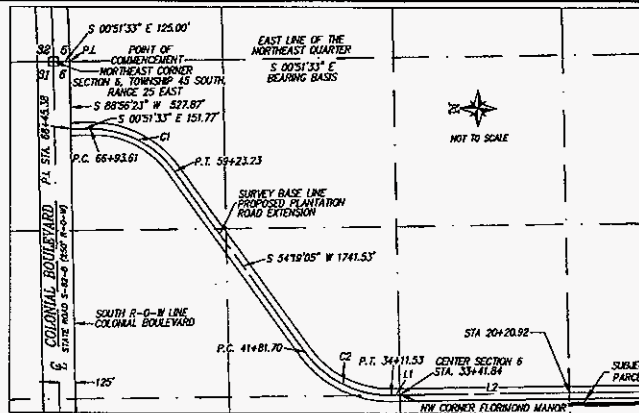 S 00°51'33" E 125.00'
32 5
31 6
P.I.
POINT OF
COMMENCEMENT
NORTHEAST CORNER
SECTION 6, TOWNSHIP 45 SOUTH,
RANGE 25 EAST
EAST LINE OF THE
NORTHEAST QUARTER
S 00°51'33" E
BEARING BASIS
S 88°56'23" W 527.87'
S 00°51'33" E 151.77'
NOT TO SCALE
P.I. STA. 68+45.38
C1
P.C. 66+93.61
P.T. 59+23.23
SURVEY BASE LINE
PROPOSED PLANTATION
ROAD EXTENSION
S 54°19'05" W 1741.53'
COLONIAL BOULEVARD
STATE ROAD S-82-B (250' R-O-W)
SOUTH R-O-W LINE
COLONIAL BOULEVARD
STA 20+20.92
P.C. 41+81.70
C2
P.T. 34+11.53
CENTER SECTION 6
STA. 33+41.84
L1
L2
125'
NW CORNER FLORIMOND MANOR